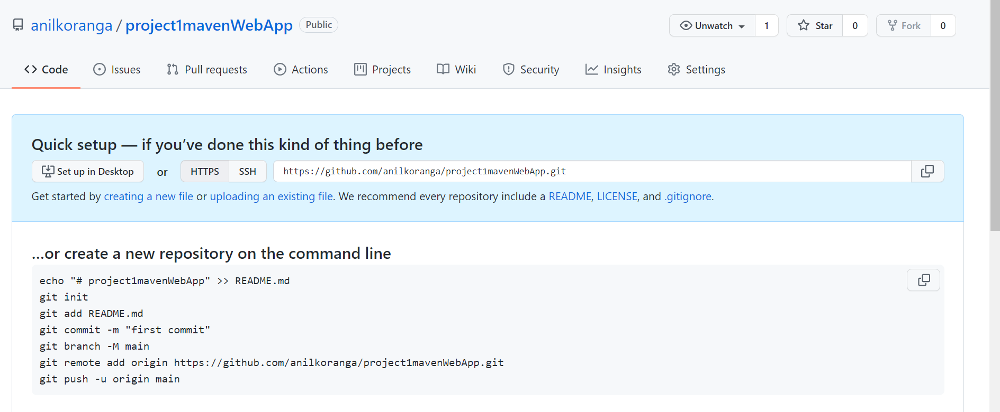 anilkoranga / project1mavenWebApp Public Unwatch 1 Star 0 Fork 0
Code Issues Pull requests Actions Projects Wiki Security Insights Settings
Quick setup — if you’ve done this kind of thing before
Set up in Desktop or HTTPS SSH https://github.com/anilkoranga/project1mavenWebApp.git
Get started by creating a new file or uploading an existing file. We recommend every repository include a README, LICENSE, and .gitignore.
…or create a new repository on the command line
echo "# project1mavenWebApp" >> README.md
git init
git add README.md
git commit -m "first commit"
git branch -M main
git remote add origin https://github.com/anilkoranga/project1mavenWebApp.git
git push -u origin main